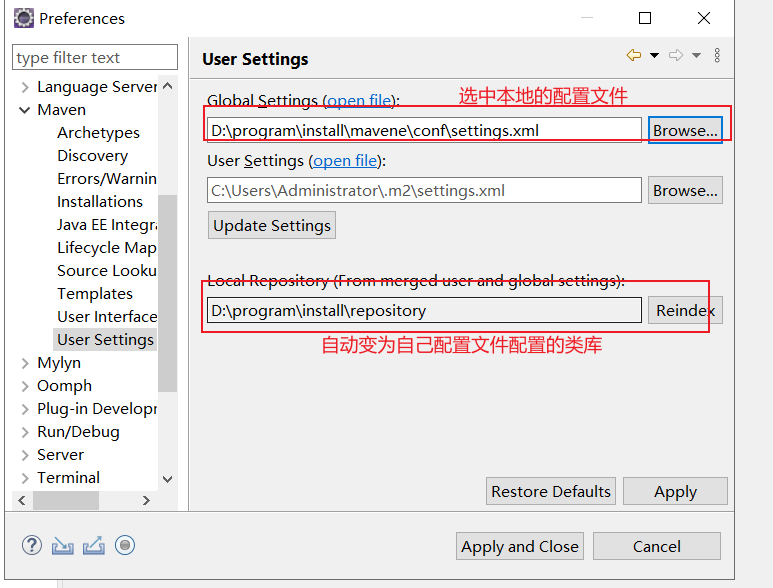 Preferences
type filter text
User Settings
Language Server
Maven
Archetypes
Discovery
Errors/Warnin
Installations
Java EE Integra
Lifecycle Map
Source Looku
Templates
User Interface
User Settings
Mylyn
Oomph
Plug-in Developr
Run/Debug
Server
Terminal
Global Settings (open file):
选中本地的配置文件
D:\program\install\mavene\conf\settings.xml
Browse...
User Settings (open file):
C:\Users\Administrator\.m2\settings.xml
Browse...
Update Settings
Local Repository (From merged user and global settings):
D:\program\install\repository
Reindex
自动变为自己配置文件配置的类库
Restore Defaults
Apply
Apply and Close
Cancel